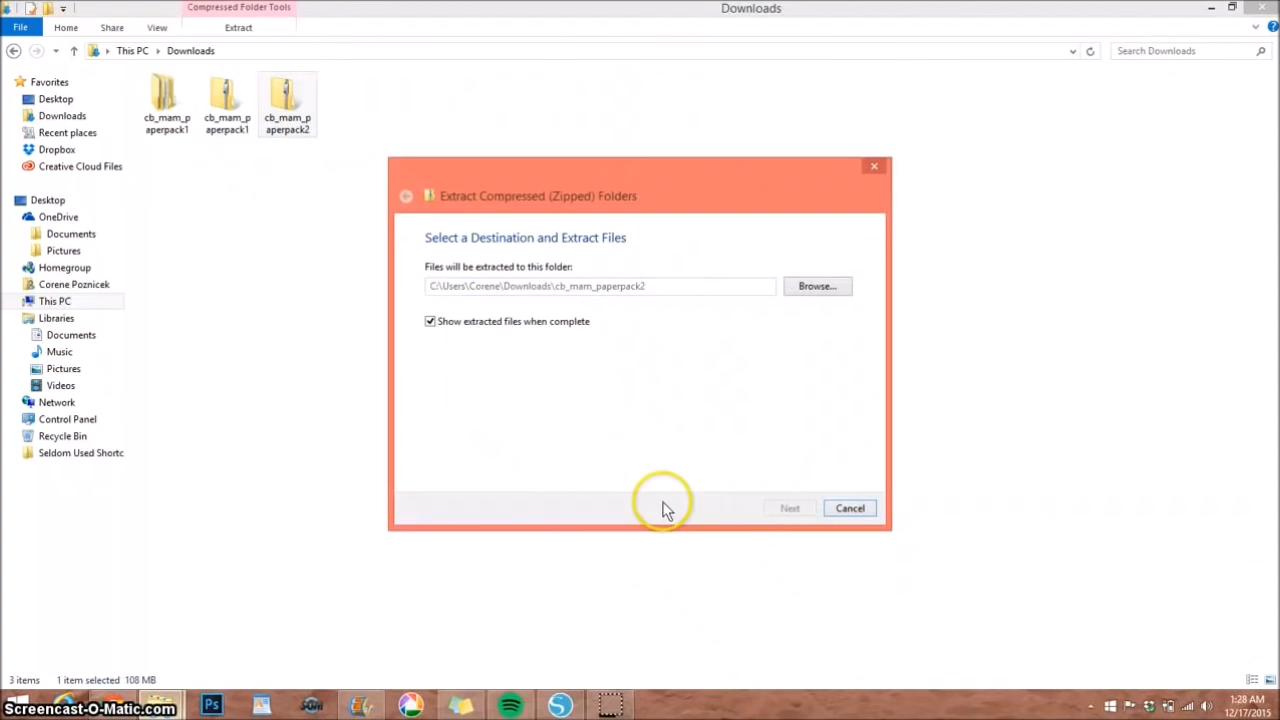 Compressed Folder Tools
Downloads
File
Home
Share
View
Extract
This PC
Downloads
Search Downloads
Favorites
Desktop
Downloads
Recent places
Dropbox
Creative Cloud Files
Desktop
OneDrive
Documents
Pictures
Homegroup
Corene Poznicek
This PC
Libraries
Documents
Music
Pictures
Videos
Network
Control Panel
Recycle Bin
Seldom Used Shortc
cb_mam_p
aperpack1
cb_mam_p
aperpack1
cb_mam_p
aperpack2
Extract Compressed (Zipped) Folders
Select a Destination and Extract Files
Files will be extracted to this folder:
C:\Users\Corene\Downloads\cb_mam_paperpack2
Browse...
Show extracted files when complete
Next
Cancel
3 items
1 item selected 108 MB
Screencast-O-Matic.com
Ps
1:28 AM
12/17/2015